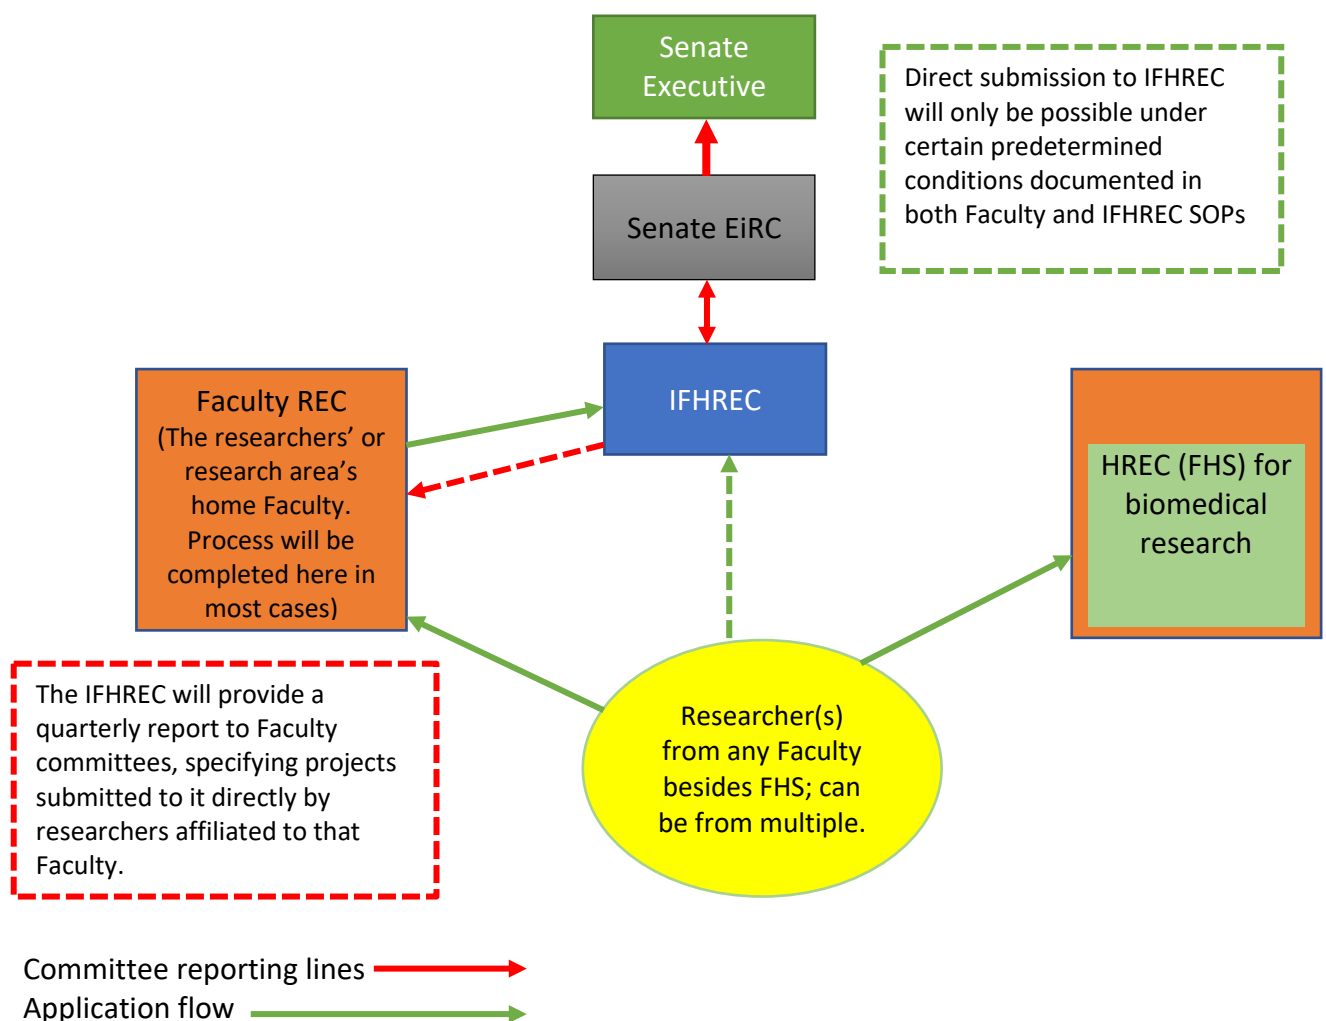 Senate
Executive
Direct submission to IFHREC
will only be possible under
certain predetermined
conditions documented in
both Faculty and IFHREC SOPs
Senate EiRC
IFHREC
Faculty REC
(The researchers’ or
research area’s
home Faculty.
Process will be
completed here in
most cases)
HREC (FHS) for
biomedical
research
The IFHREC will provide a
quarterly report to Faculty
committees, specifying projects
submitted to it directly by
researchers affiliated to that
Faculty.
Researcher(s)
from any Faculty
besides FHS; can
be from multiple.
Committee reporting lines
Application flow